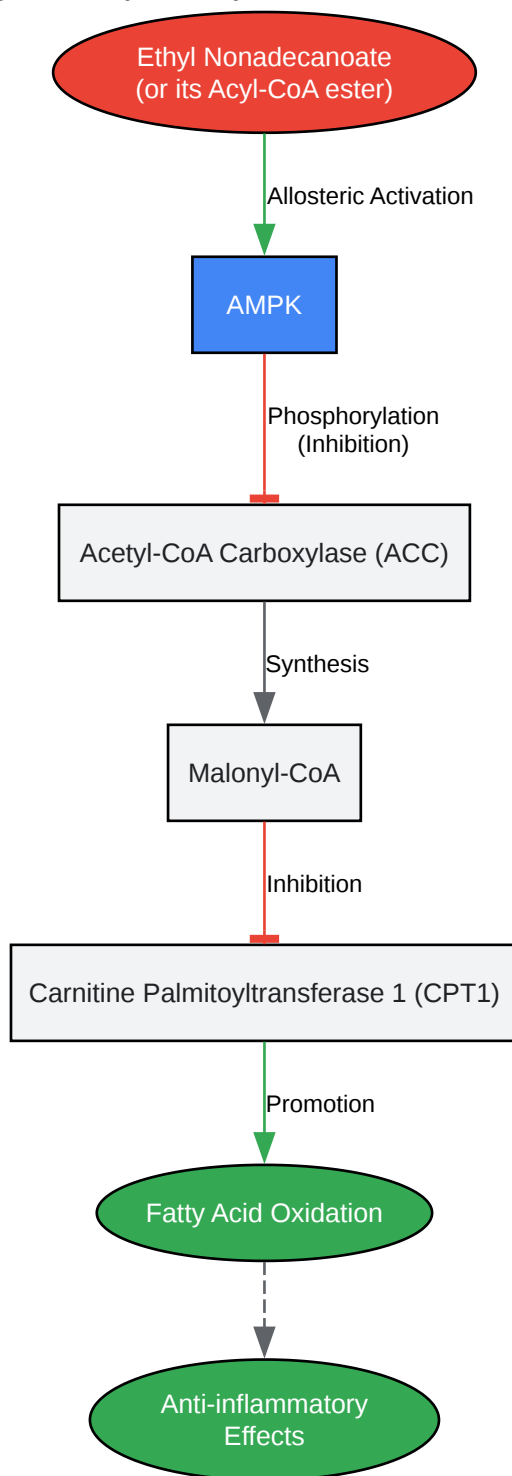 Ethyl Nonadecanoate
(or its Acyl-CoA ester)
Allosteric Activation
AMPK
Phosphorylation
(Inhibition)
Acetyl-CoA Carboxylase (ACC)
Synthesis
Malonyl-CoA
Inhibition
Carnitine Palmitoyltransferase 1 (CPT1)
Promotion
Fatty Acid Oxidation
Anti-inflammatory
Effects